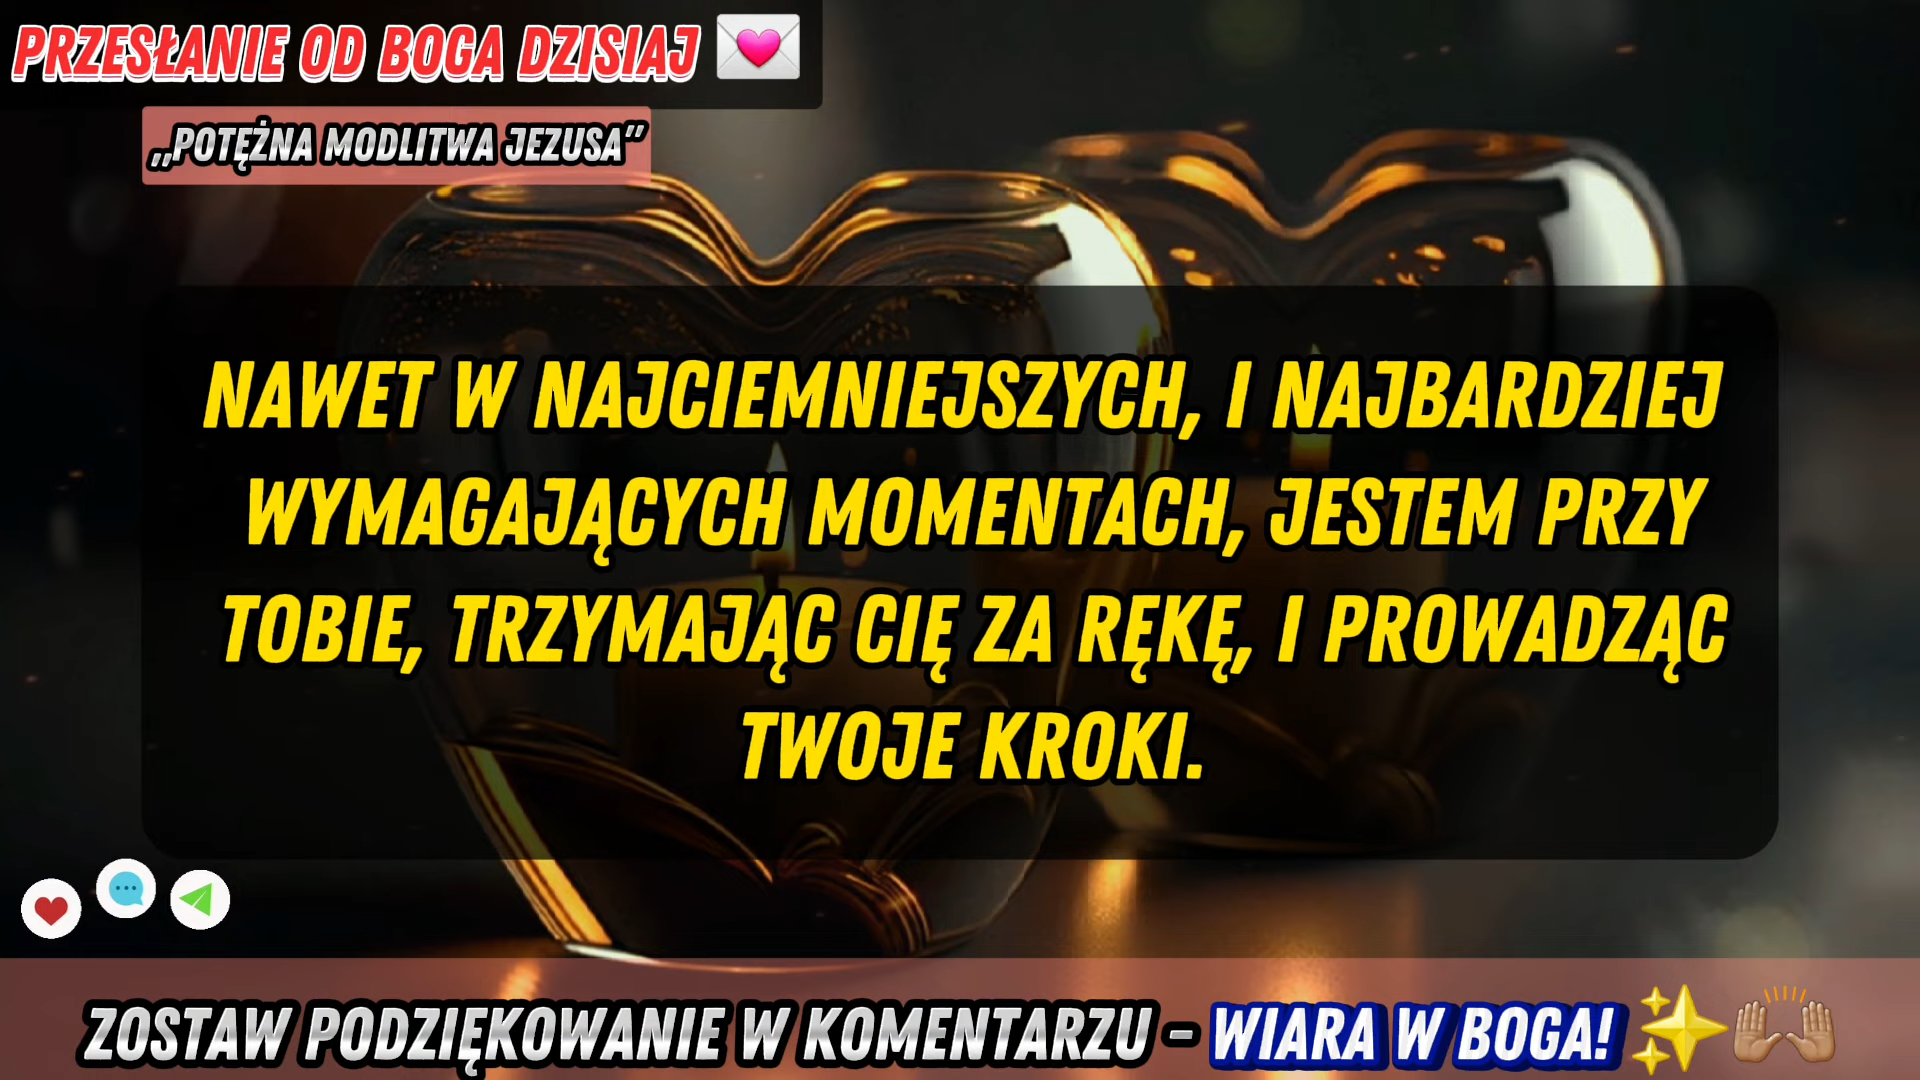 PRZESŁANIE OD BOGA DZISIAJ 💌
,,POTĘŻNA MODLITWA JEZUSA"
NAWET W NAJCIEMNIEJSZYCH, I NAJBARDZIEJ
WYMAGAJĄCYCH MOMENTACH, JESTEM PRZY
TOBIE, TRZYMAJĄC CIĘ ZA RĘKĘ, I PROWADZĄC
TWOJE KROKI.
ZOSTAW PODZIĘKOWANIE W KOMENTARZU - WIARA W BOGA! ✨🙌🏽